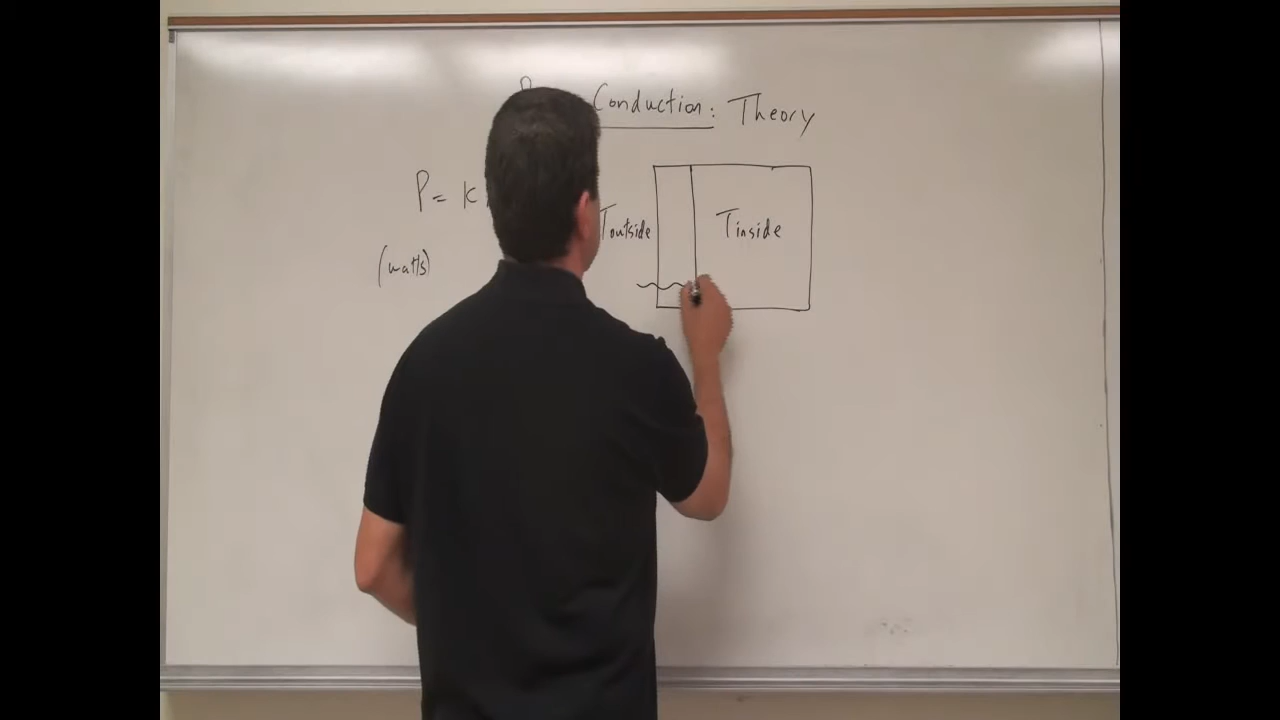 Conduction: Theory
P = K
Toutside
Tinside
(watts)